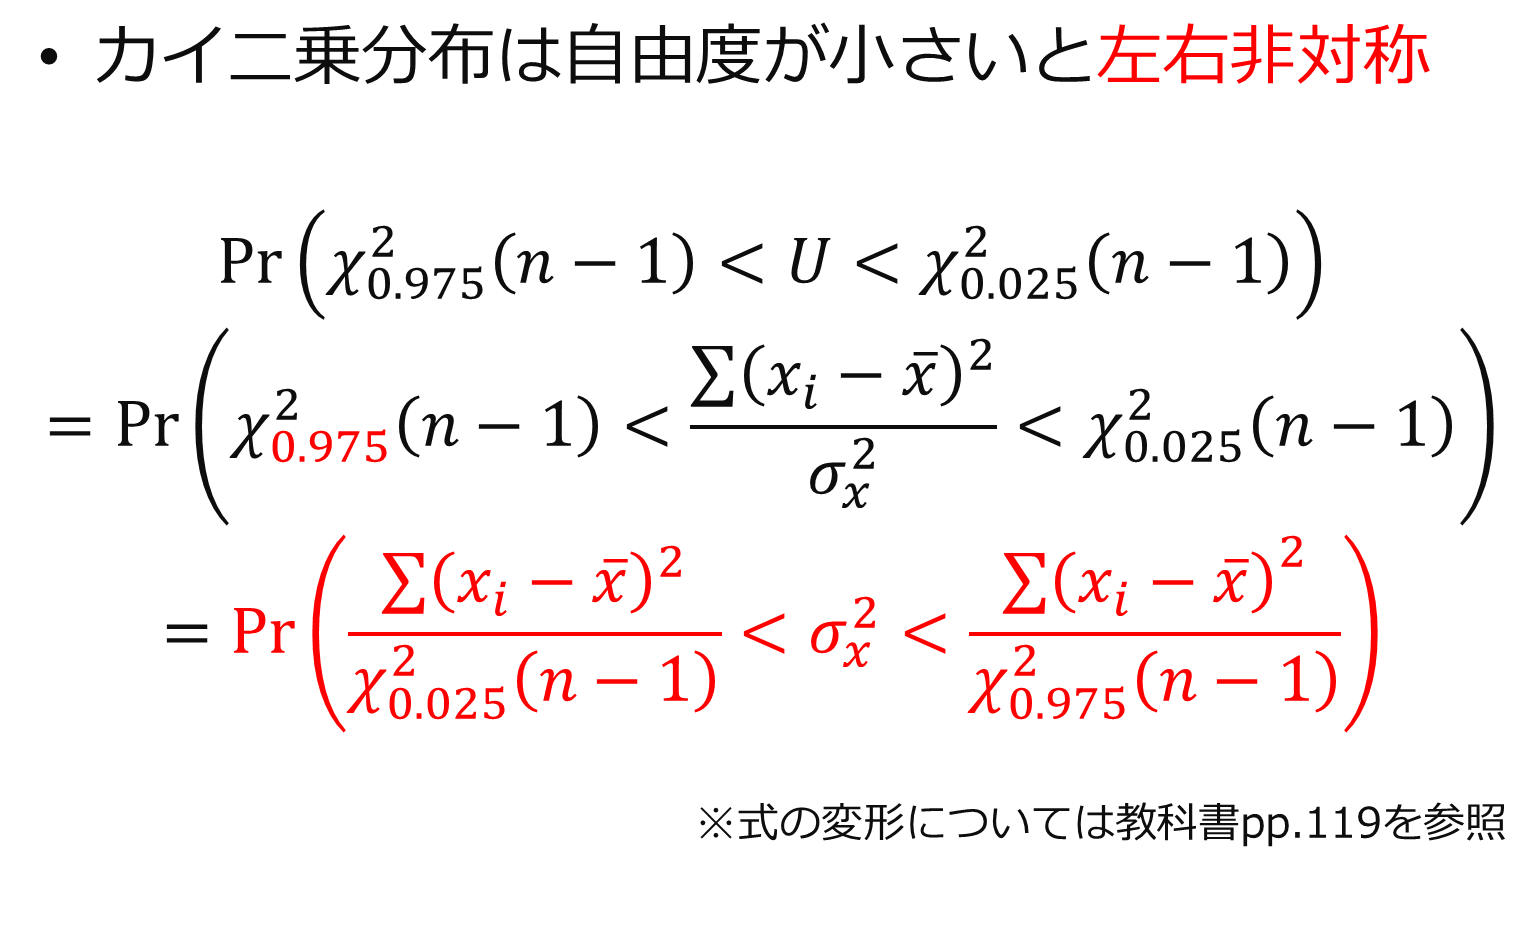 • カイ二乗分布は自由度が小さいと左右非対称
Pr(χ²₀.₉₇₅(n − 1) < U < χ²₀.₀₂₅(n − 1))
= Pr(χ²₀.₉₇₅(n − 1) < ∑(xᵢ − x̄)² / σₓ² < χ²₀.₀₂₅(n − 1))
= Pr(∑(xᵢ − x̄)² / χ²₀.₀₂₅(n − 1) < σₓ² < ∑(xᵢ − x̄)² / χ²₀.₉₇₅(n − 1))
※式の変形については教科書pp.119を参照